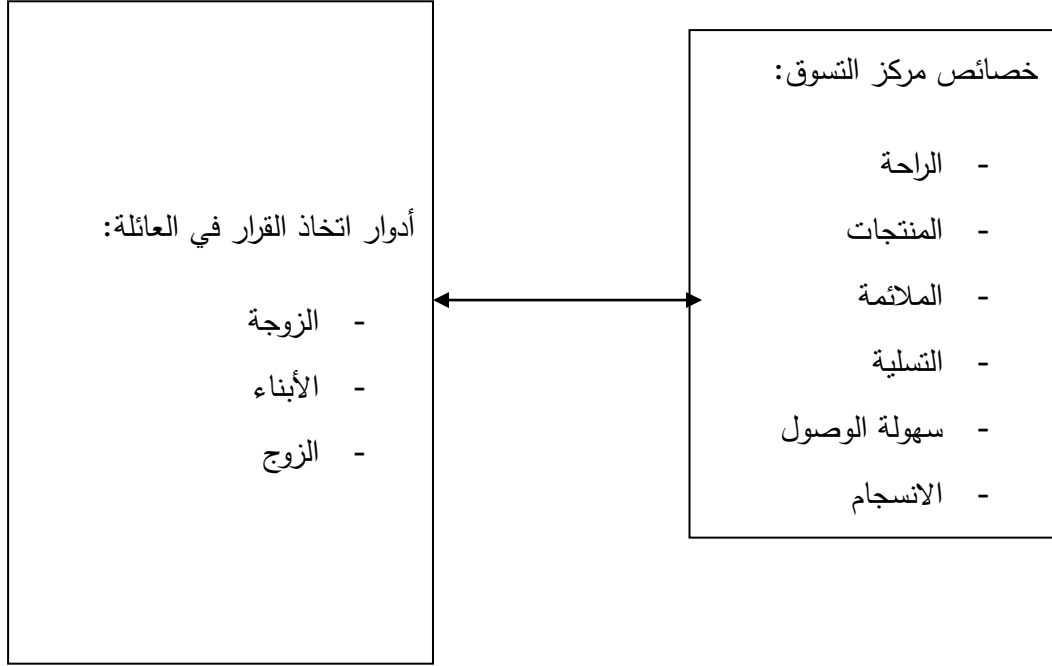 خصائص مركز التسوق:
- الراحة
- المنتجات
- الملائمة
- التسلية
- سهولة الوصول
- الانسجام
أدوار اتخاذ القرار في العائلة:
- الزوجة
- الأبناء
- الزوج